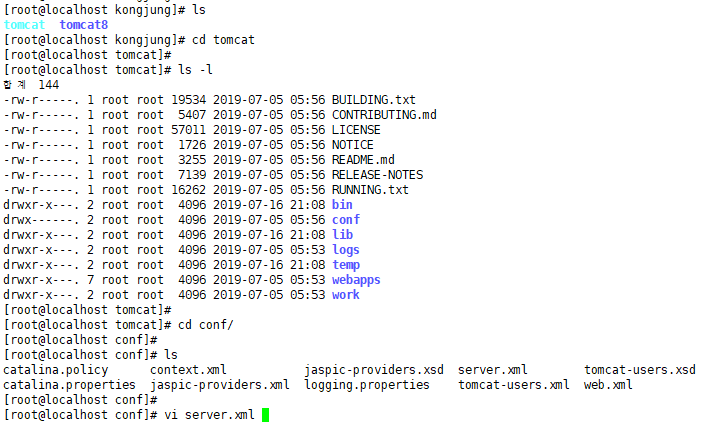 [root@localhost kongjung]# ls
tomcat  tomcat8
[root@localhost kongjung]# cd tomcat
[root@localhost tomcat]#
[root@localhost tomcat]# ls -l
합계  144
-rw-r-----. 1 root root 19534 2019-07-05 05:56 BUILDING.txt
-rw-r-----. 1 root root  5407 2019-07-05 05:56 CONTRIBUTING.md
-rw-r-----. 1 root root 57011 2019-07-05 05:56 LICENSE
-rw-r-----. 1 root root  1726 2019-07-05 05:56 NOTICE
-rw-r-----. 1 root root  3255 2019-07-05 05:56 README.md
-rw-r-----. 1 root root  7139 2019-07-05 05:56 RELEASE-NOTES
-rw-r-----. 1 root root 16262 2019-07-05 05:56 RUNNING.txt
drwxr-x---. 2 root root  4096 2019-07-16 21:08 bin
drwx------. 2 root root  4096 2019-07-05 05:56 conf
drwxr-x---. 2 root root  4096 2019-07-16 21:08 lib
drwxr-x---. 2 root root  4096 2019-07-05 05:53 logs
drwxr-x---. 2 root root  4096 2019-07-16 21:08 temp
drwxr-x---. 7 root root  4096 2019-07-05 05:53 webapps
drwxr-x---. 2 root root  4096 2019-07-05 05:53 work
[root@localhost tomcat]#
[root@localhost tomcat]# cd conf/
[root@localhost conf]#
[root@localhost conf]# ls
catalina.policy      context.xml           jaspic-providers.xsd  server.xml        tomcat-users.xsd
catalina.properties  jaspic-providers.xml  logging.properties    tomcat-users.xml  web.xml
[root@localhost conf]#
[root@localhost conf]# vi server.xml